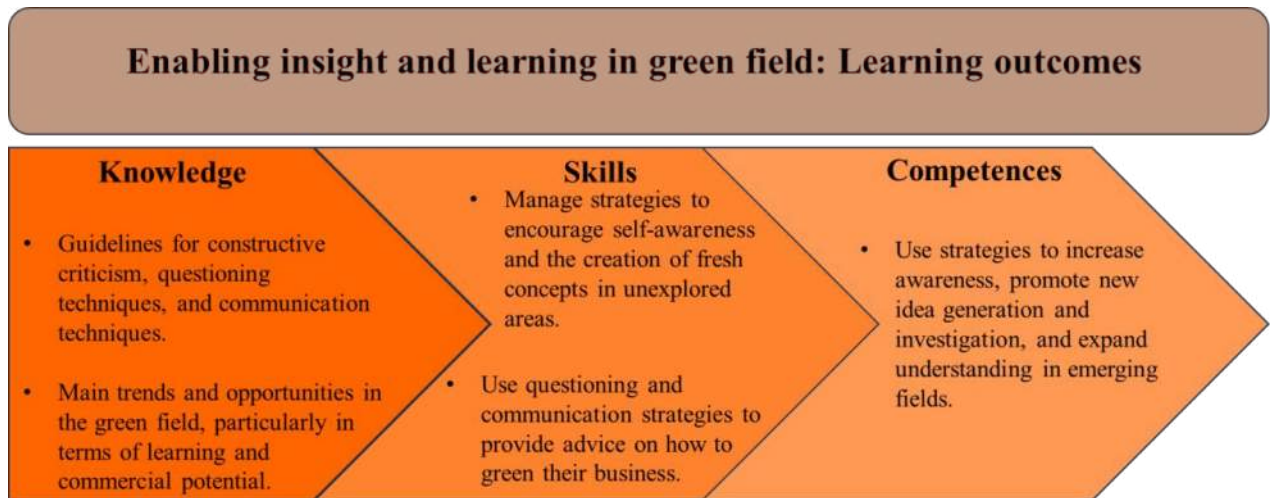 Enabling insight and learning in green field: Learning outcomes
Knowledge
• Guidelines for constructive
criticism, questioning
techniques, and communication
techniques.
• Main trends and opportunities in
the green field, particularly in
terms of learning and
commercial potential.
Skills
• Manage strategies to
encourage self-awareness
and the creation of fresh
concepts in unexplored
areas.
• Use questioning and
communication strategies to
provide advice on how to
green their business.
Competences
• Use strategies to increase
awareness, promote new
idea generation and
investigation, and expand
understanding in emerging
fields.